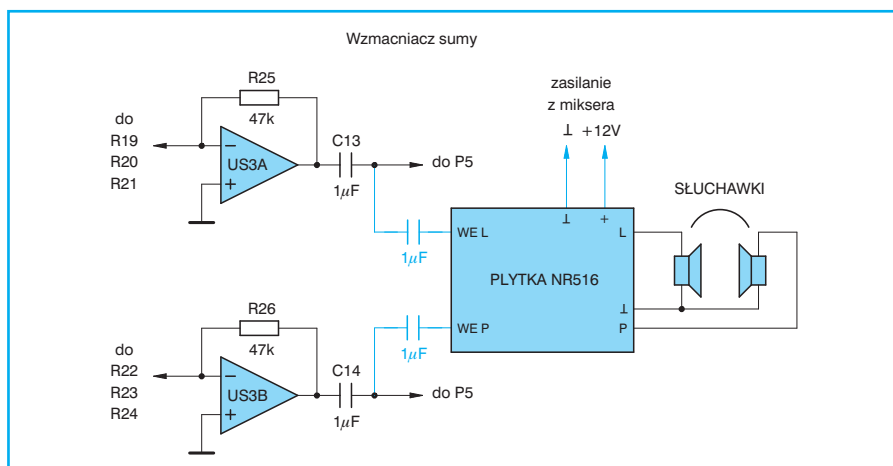 Wzmacniacz sumy
R25
47k
do
R19
R20
R21
−
+
US3A
C13
1µF
do P5
1µF
zasilanie
z miksera
⊥ +12V
SŁUCHAWKI
⊥ +
WE L
L
PLYTKA NR516
⊥
WE P
P
1µF
R26
47k
do
R22
R23
R24
−
+
US3B
C14
1µF
do P5